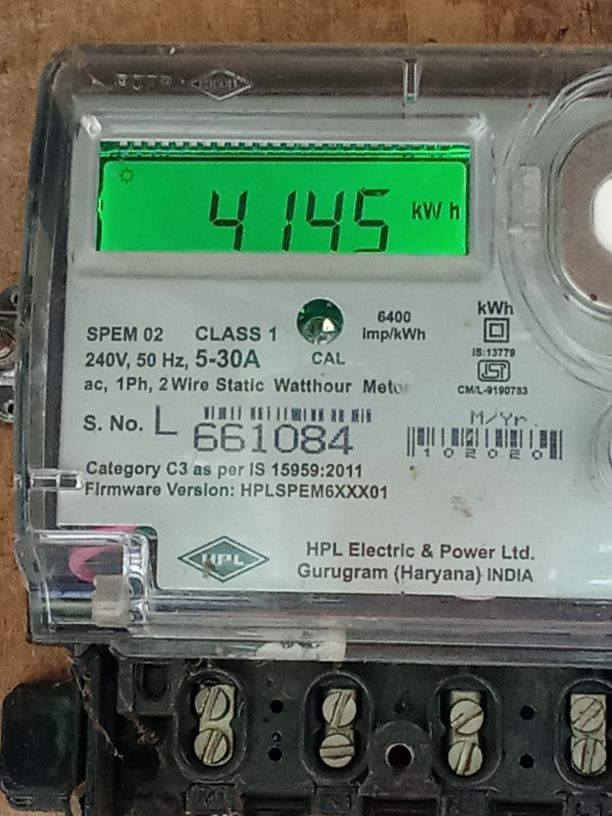 4145 kWh
SPEM 02 CLASS 1
240V, 50 Hz, 5-30A
ac, 1Ph, 2 Wire Static Watthour Meter
CAL
6400
imp/kWh
kWh
IS:13779
ISI
CM/L-9190783
S. No. L 661084
M/Yr.
102020
Category C3 as per IS 15959:2011
Firmware Version: HPLSPEM6XXX01
HPL
HPL Electric & Power Ltd.
Gurugram (Haryana) INDIA